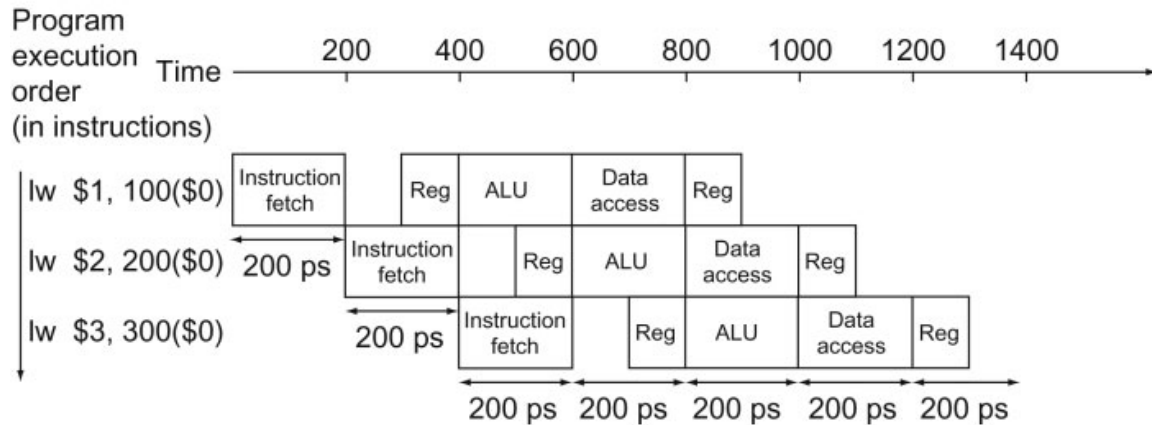 Program
execution
order
(in instructions)
Time
200 400 600 800 1000 1200 1400
lw $1, 100($0)
Instruction
fetch
Reg
ALU
Data
access
Reg
lw $2, 200($0)
200 ps
Instruction
fetch
Reg
ALU
Data
access
Reg
lw $3, 300($0)
200 ps
Instruction
fetch
Reg
ALU
Data
access
Reg
200 ps 200 ps 200 ps 200 ps 200 ps